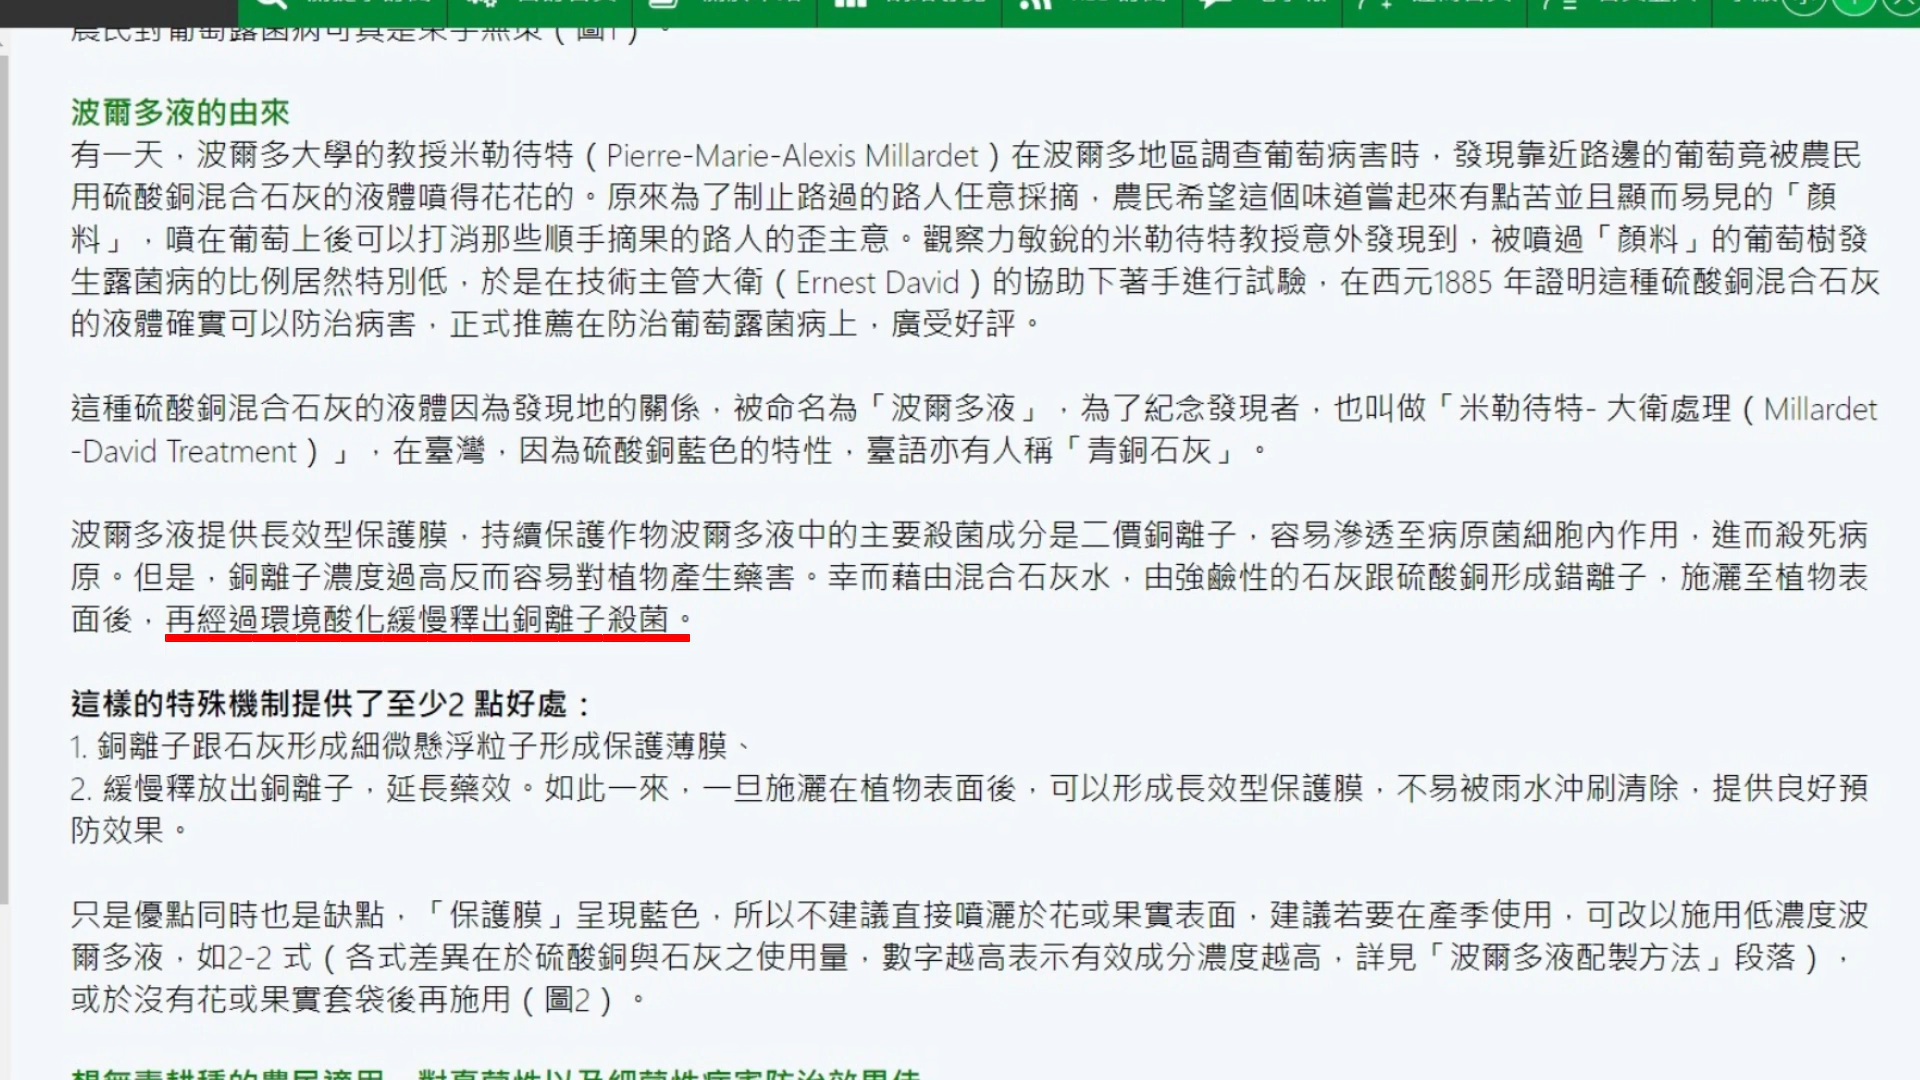 農民對葡萄露菌病可真是束手無策（圖1）。
波爾多液的由來
有一天，波爾多大學的教授米勒待特（Pierre-Marie-Alexis Millardet）在波爾多地區調查葡萄病害時，發現靠近路邊的葡萄竟被農民
用硫酸銅混合石灰的液體噴得花花的。原來為了制止路過的路人任意採摘，農民希望這個味道嘗起來有點苦並且顯而易見的「顏
料」，噴在葡萄上後可以打消那些順手摘果的路人的歪主意。觀察力敏銳的米勒待特教授意外發現到，被噴過「顏料」的葡萄樹發
生露菌病的比例居然特別低，於是在技術主管大衛（Ernest David）的協助下著手進行試驗，在西元1885 年證明這種硫酸銅混合石灰
的液體確實可以防治病害，正式推薦在防治葡萄露菌病上，廣受好評。
這種硫酸銅混合石灰的液體因為發現地的關係，被命名為「波爾多液」，為了紀念發現者，也叫做「米勒待特- 大衛處理（Millardet
-David Treatment）」，在臺灣，因為硫酸銅藍色的特性，臺語亦有人稱「青銅石灰」。
波爾多液提供長效型保護膜，持續保護作物波爾多液中的主要殺菌成分是二價銅離子，容易滲透至病原菌細胞內作用，進而殺死病
原。但是，銅離子濃度過高反而容易對植物產生藥害。幸而藉由混合石灰水，由強鹼性的石灰跟硫酸銅形成錯離子，施灑至植物表
面後，再經過環境酸化緩慢釋出銅離子殺菌。
這樣的特殊機制提供了至少2 點好處：
1. 銅離子跟石灰形成細微懸浮粒子形成保護薄膜、
2. 緩慢釋放出銅離子，延長藥效。如此一來，一旦施灑在植物表面後，可以形成長效型保護膜，不易被雨水沖刷清除，提供良好預
防效果。
只是優點同時也是缺點，「保護膜」呈現藍色，所以不建議直接噴灑於花或果實表面，建議若要在產季使用，可改以施用低濃度波
爾多液，如2-2 式（各式差異在於硫酸銅與石灰之使用量，數字越高表示有效成分濃度越高，詳見「波爾多液配製方法」段落），
或於沒有花或果實套袋後再施用（圖2）。